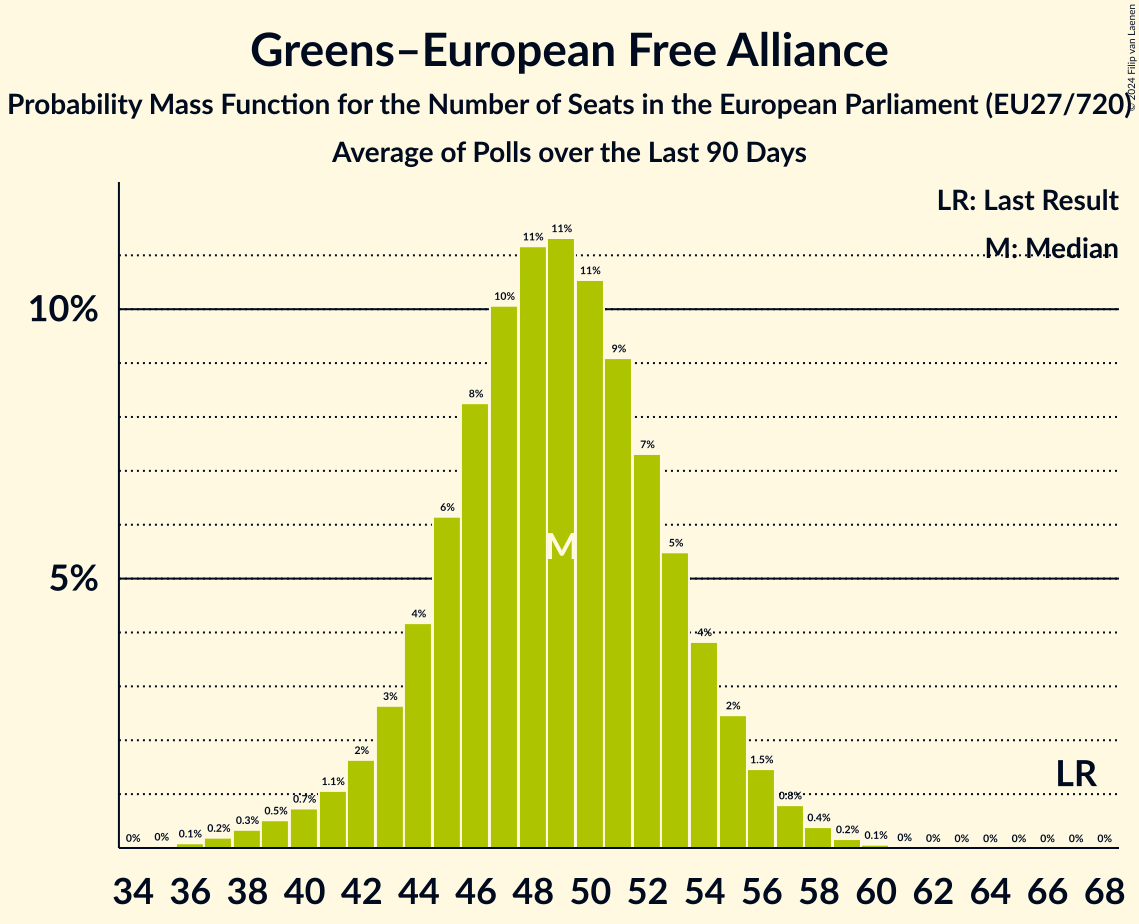 Greens–European Free Alliance
Probability Mass Function for the Number of Seats in the European Parliament (EU27/720)
Average of Polls over the Last 90 Days
© 2024 Filip van Laenen
LR: Last Result
M: Median
10%
5%
0% 0% 0.1% 0.2% 0.3% 0.5% 0.7% 1.1% 2% 3% 4% 6% 8% 10% 11% 11% 11% 9% 7% 5% 4% 2% 1.5% 0.8% 0.4% 0.2% 0.1% 0% 0% 0% 0% 0% 0% 0% 0%
M
LR
34 36 38 40 42 44 46 48 50 52 54 56 58 60 62 64 66 68